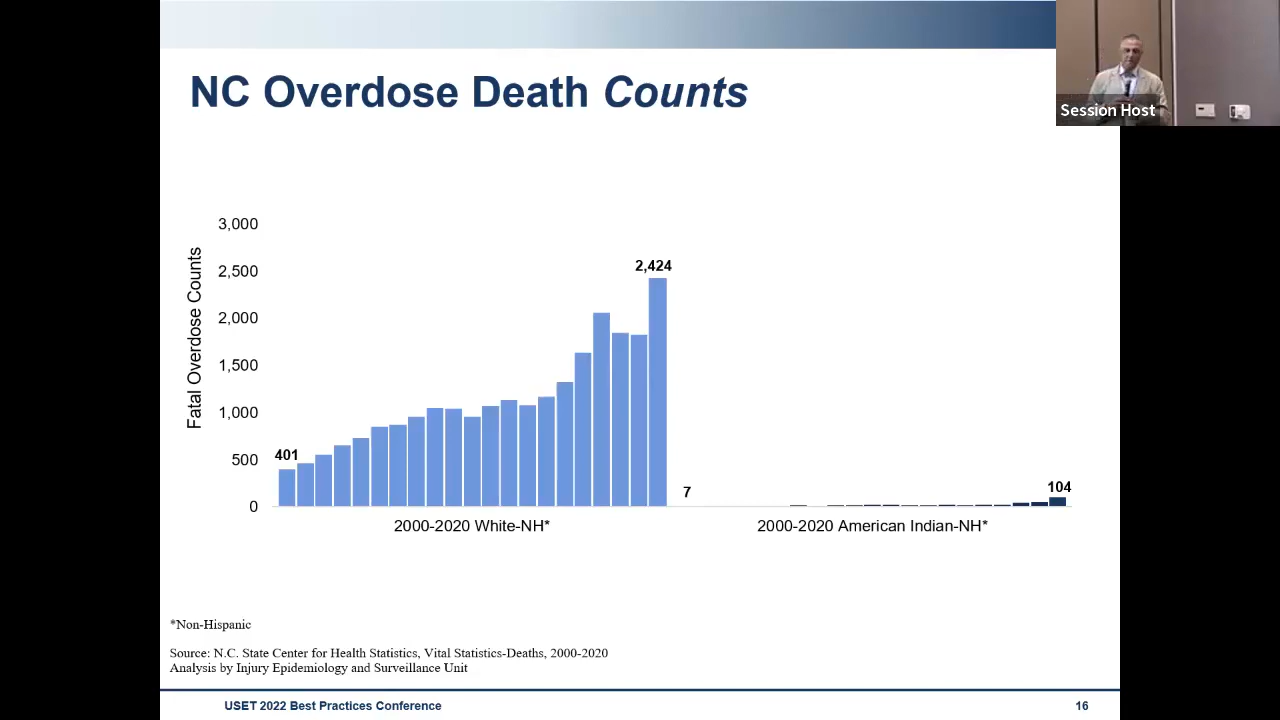 NC Overdose Death Counts
Session Host
Fatal Overdose Counts
3,000
2,500
2,000
1,500
1,000
500
0
401
2,424
7
104
2000-2020 White-NH*
2000-2020 American Indian-NH*
*Non-Hispanic
Source: N.C. State Center for Health Statistics, Vital Statistics-Deaths, 2000-2020
Analysis by Injury Epidemiology and Surveillance Unit
USET 2022 Best Practices Conference
16